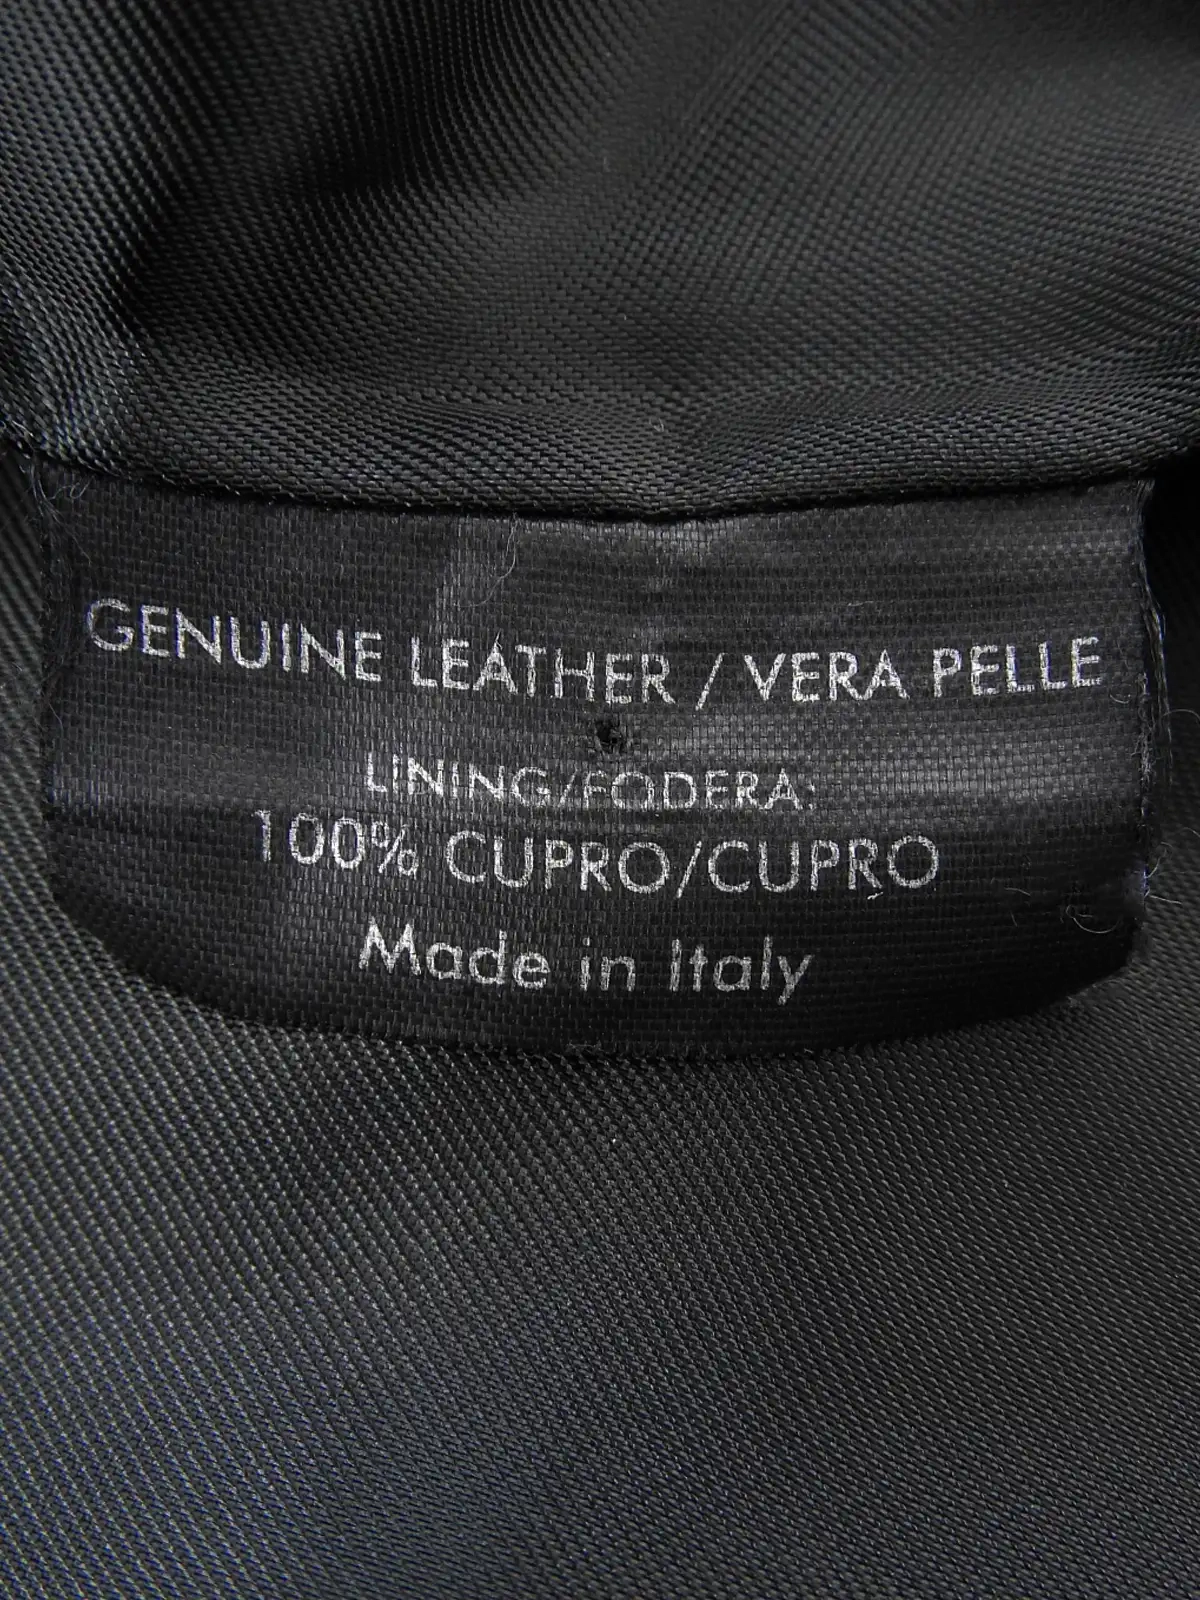 GENUINE LEATHER / VERA PELLE
LINING/FODERA:
100% CUPRO/CUPRO
Made in Italy